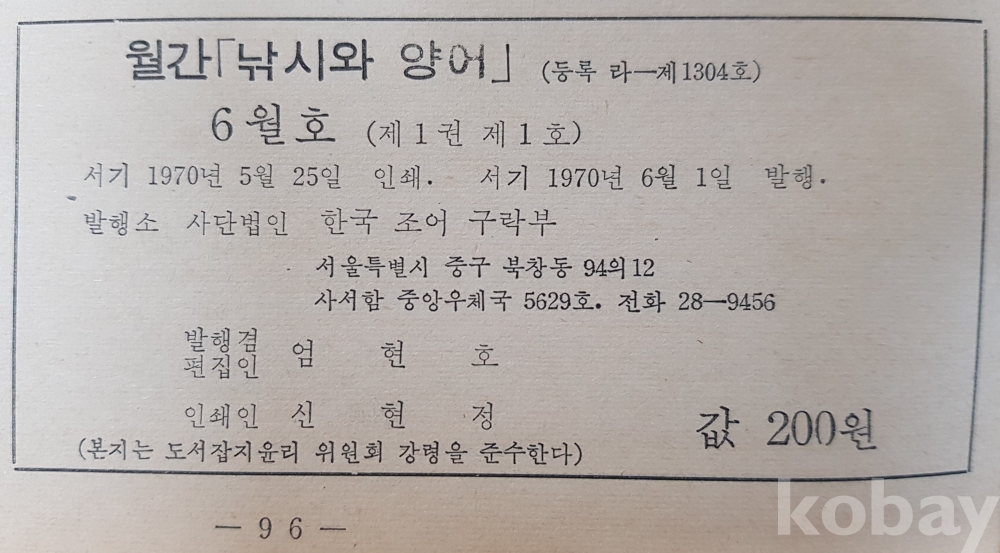 월간「낚시와 양어」 (등록 라—제1304호)
6월호 (제1권 제1호)
서기 1970년 5월 25일 인쇄. 서기 1970년 6월 1일 발행.
발행소 사단법인 한국 조어 구락부
서울특별시 중구 북창동 94의12
사서함 중앙우체국 5629호. 전화 28—9456
발행겸
편집인 엄 현 호
인쇄인 신 현 정
값 200원
(본지는 도서잡지윤리 위원회 강령을 준수한다)
— 9 6 —
kobay